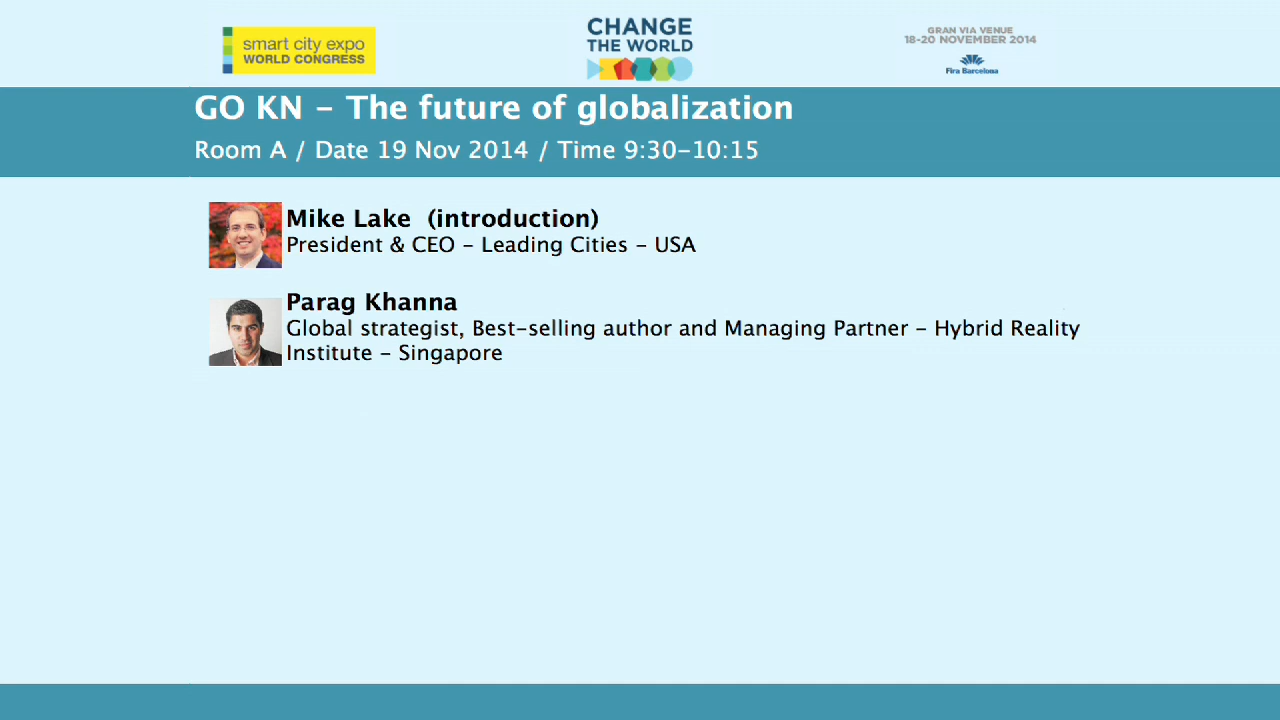 smart city expo
WORLD CONGRESS
CHANGE
THE WORLD
GRAN VIA VENUE
18-20 NOVEMBER 2014
Fira Barcelona
GO KN - The future of globalization
Room A / Date 19 Nov 2014 / Time 9:30-10:15
Mike Lake (introduction)
President & CEO - Leading Cities - USA
Parag Khanna
Global strategist, Best-selling author and Managing Partner - Hybrid Reality
Institute - Singapore